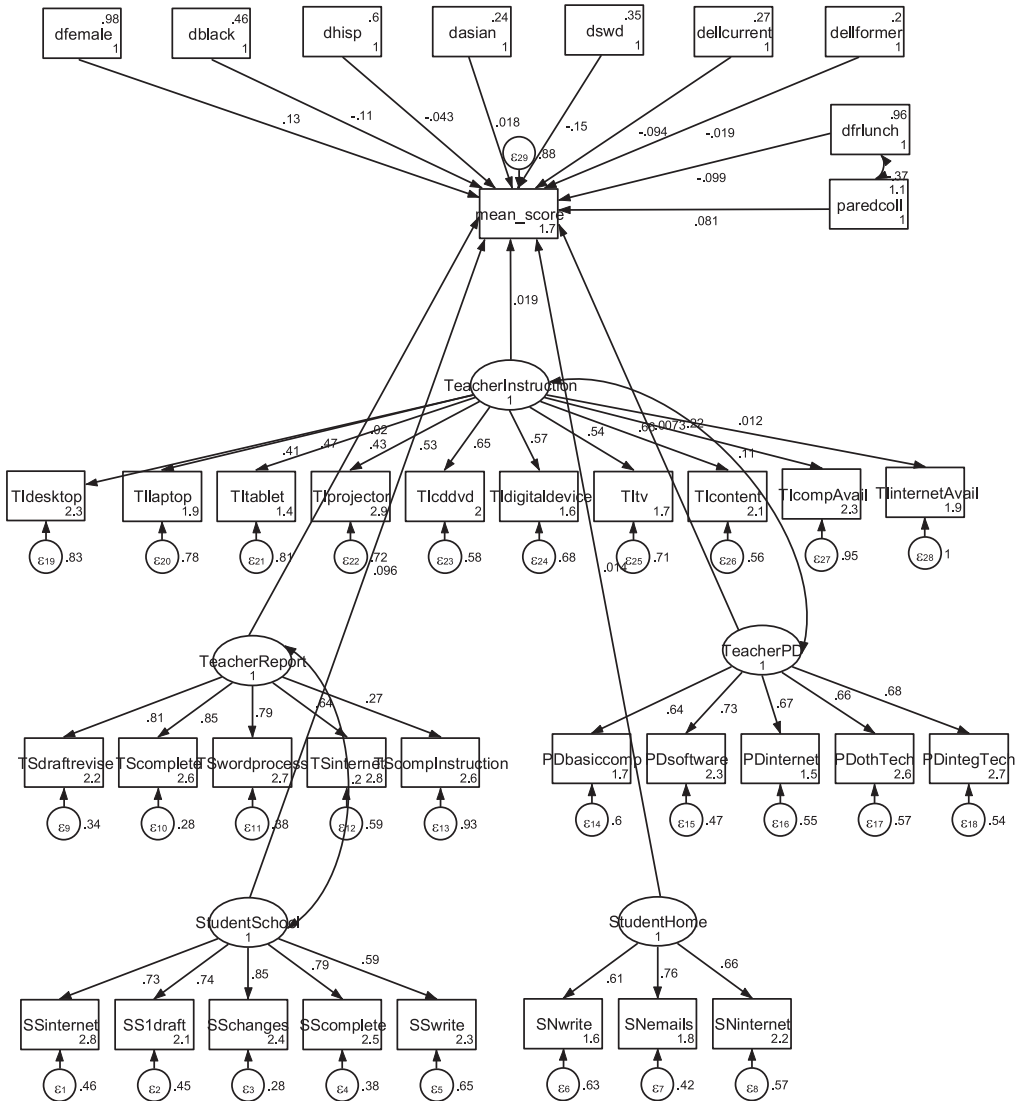 .98 .46 .6 .24 .35 .27 .2
dfemale dblack dhisp dasian dswd dellcurrent dellformer
1 1 1 1 1 1 1
.96
dfrlunch
1
.13 -.11 -.043 .018 -.15 -.094 -.019
ε29 .88
-.099
-.37
1.1
mean_score
1.7
paredcoll
1
.081
.019
TeacherInstruction
1
.02 .0073 .22 .012
.41 .47 .43 .53 .65 .57 .54 .66 .11
TIdesktop TIlaptop TItablet TIprojector TIcddvd TIdigitaldevice TItv TIcontent TIcompAvail TIinternetAvail
2.3 1.9 1.4 2.9 2 1.6 1.7 2.1 2.3 1.9
ε19 .83 ε20 .78 ε21 .81 ε22 .72 ε23 .58 ε24 .68 ε25 .71 ε26 .56 ε27 .95 ε28 1
.096 .014
TeacherReport TeacherPD
1 1
.81 .85 .79 .64 .27 .64 .73 .67 .66 .68
TSdraftrevise TScomplete TSwordprocess TSinternet TScompInstruction PDbasiccomp PDsoftware PDinternet PDothTech PDintegTech
2.2 2.6 2.7 .2 2.8 2.6 1.7 2.3 1.5 2.6 2.7
ε9 .34 ε10 .28 ε11 .38 ε12 .59 ε13 .93 ε14 .6 ε15 .47 ε16 .55 ε17 .57 ε18 .54
StudentSchool StudentHome
1 1
.73 .74 .85 .79 .59 .61 .76 .66
SSinternet SS1draft SSchanges SScomplete SSwrite SNwrite SNemails SNinternet
2.8 2.1 2.4 2.5 2.3 1.6 1.8 2.2
ε1 .46 ε2 .45 ε3 .28 ε4 .38 ε5 .65 ε6 .63 ε7 .42 ε8 .57